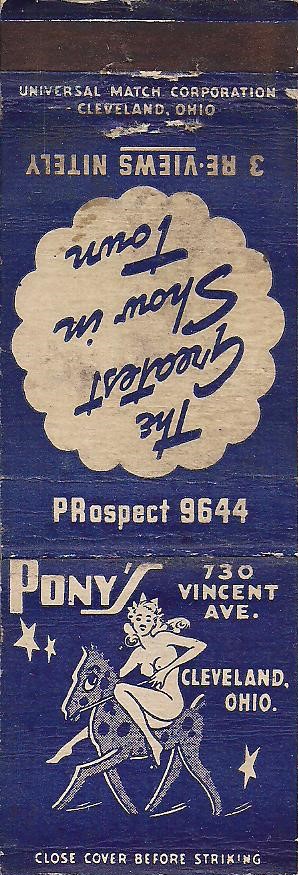 UNIVERSAL MATCH CORPORATION
CLEVELAND, OHIO
The
Greatest
Show in
Town
3 RE-VIEWS NITELY
PRospect 9644
PONY'S
730
VINCENT
AVE.
CLEVELAND,
OHIO.
CLOSE COVER BEFORE STRIKING